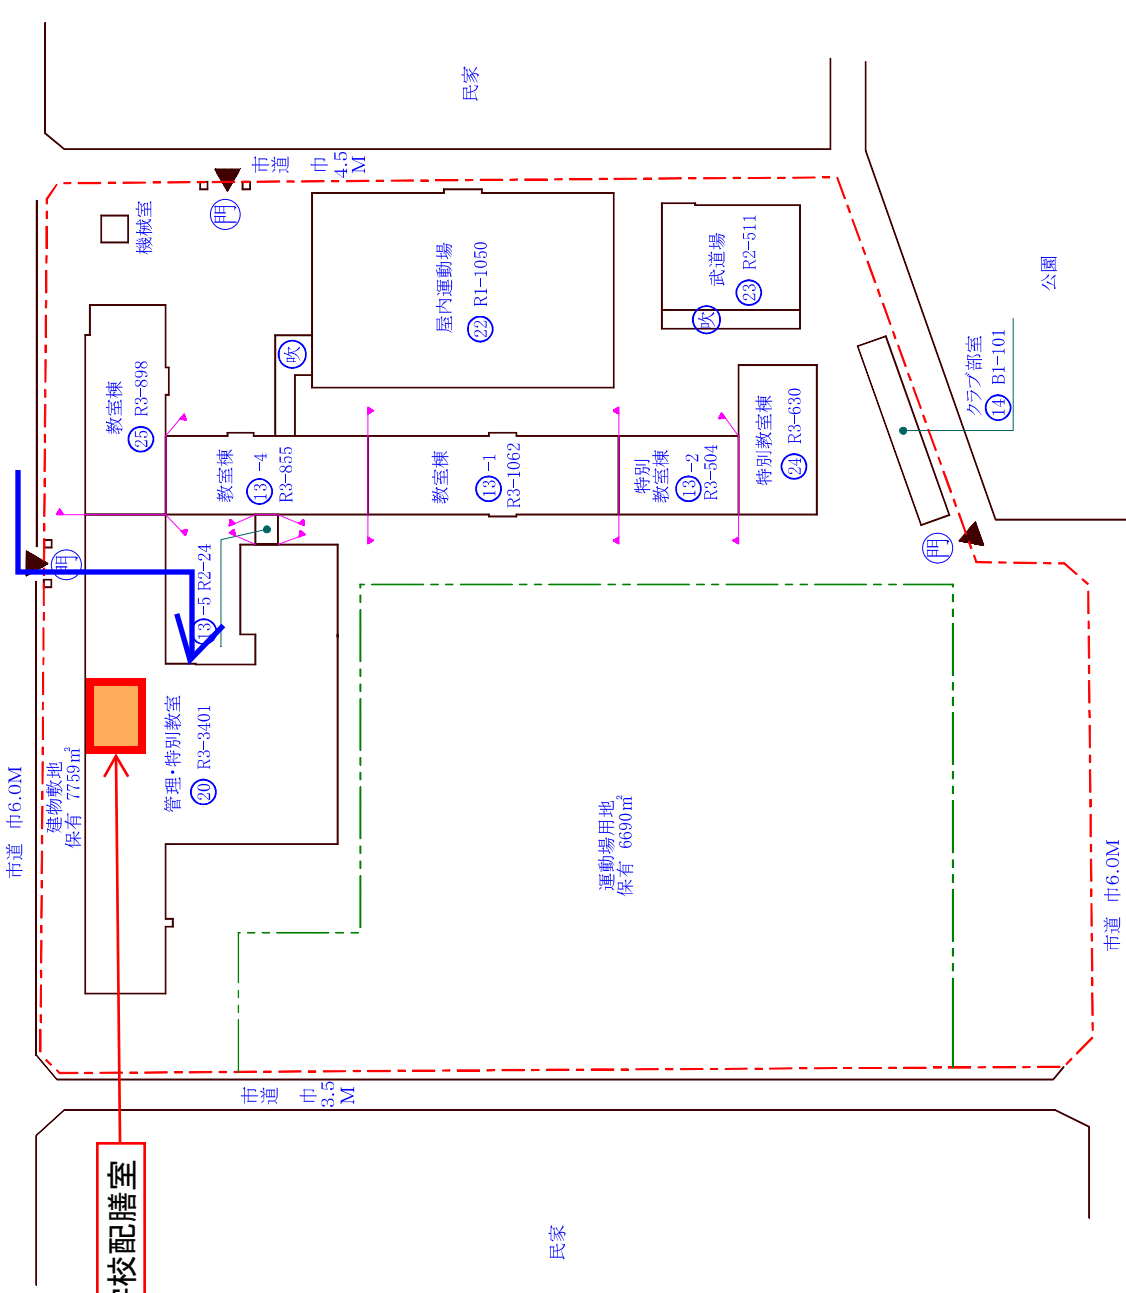 民家
市道 巾4.5M
門
機械室
屋内運動場
22 R1-1050
武道場
23 R2-511
吹
公園
教室棟
25 R3-898
吹
クラブ部室
14 B1-101
教室棟
13-4
R3-855
教室棟
13-1
R3-1062
特別
教室棟
13-2
R3-504
特別教室棟
24 R3-630
門
13-5 R2-24
門
管理・特別教室
20 R3-3401
建物敷地
保有 7759㎡
市道 巾6.0M
運動場用地
保有 6690㎡
市道 巾6.0M
市道 巾3.5M
校配膳室
民家